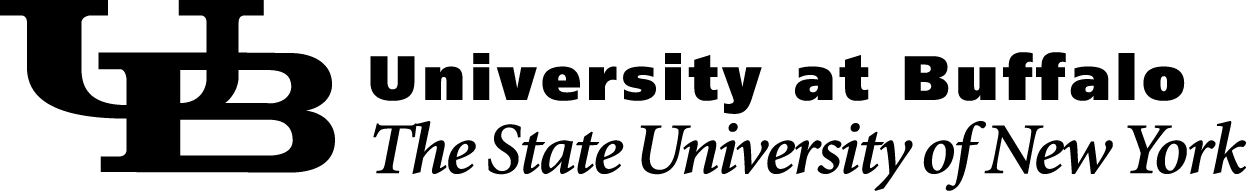 UB
University at Buffalo
The State University of New York